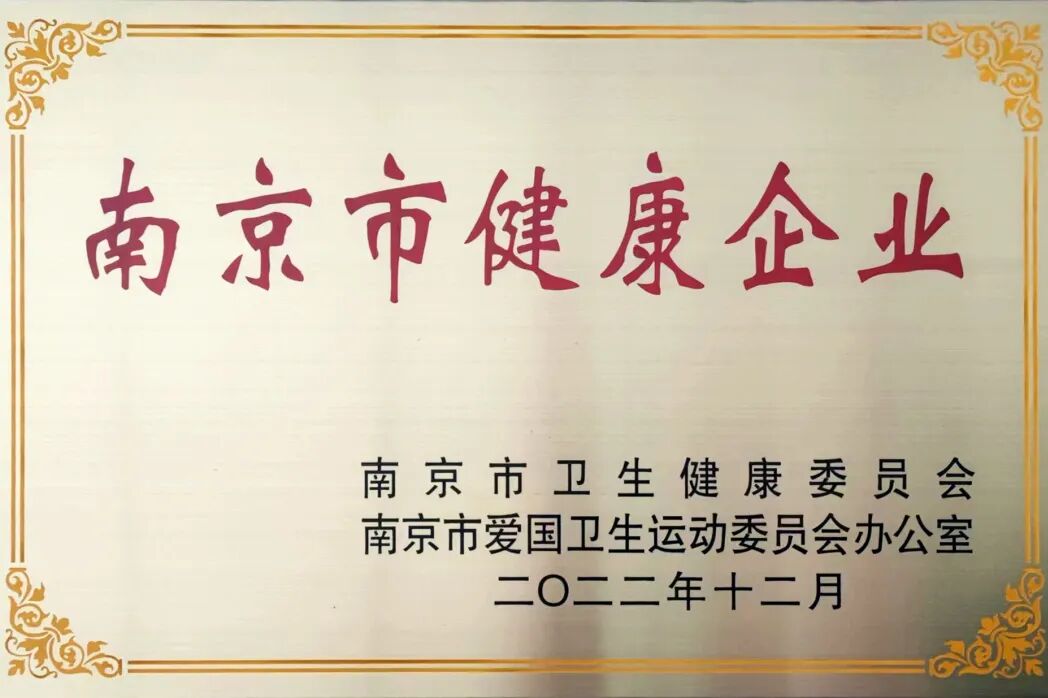 南京市健康企业
南京市卫生健康委员会
南京市爱国卫生运动委员会办公室
二〇二二年十二月